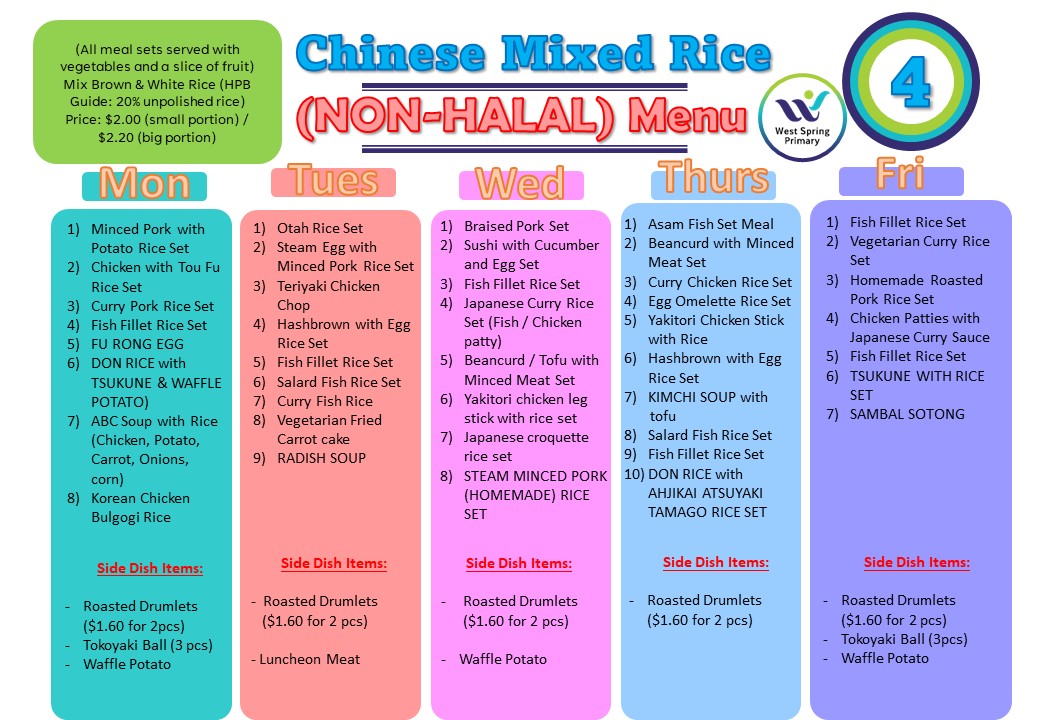 (All meal sets served with
vegetables and a slice of fruit)
Mix Brown & White Rice (HPB
Guide: 20% unpolished rice)
Price: $2.00 (small portion) /
$2.20 (big portion)
Chinese Mixed Rice
(NON-HALAL) Menu
West Spring
Primary
4
Mon
1) Minced Pork with
Potato Rice Set
2) Chicken with Tou Fu
Rice Set
3) Curry Pork Rice Set
4) Fish Fillet Rice Set
5) FU RONG EGG
6) DON RICE with
TSUKUNE & WAFFLE
POTATO)
7) ABC Soup with Rice
(Chicken, Potato,
Carrot, Onions,
corn)
8) Korean Chicken
Bulgogi Rice
Side Dish Items:
- Roasted Drumlets
($1.60 for 2pcs)
- Tokoyaki Ball (3 pcs)
- Waffle Potato
Tues
1) Otah Rice Set
2) Steam Egg with
Minced Pork Rice Set
3) Teriyaki Chicken
Chop
4) Hashbrown with Egg
Rice Set
5) Fish Fillet Rice Set
6) Salard Fish Rice Set
7) Curry Fish Rice
8) Vegetarian Fried
Carrot cake
9) RADISH SOUP
Side Dish Items:
- Roasted Drumlets
($1.60 for 2 pcs)
- Luncheon Meat
Wed
1) Braised Pork Set
2) Sushi with Cucumber
and Egg Set
3) Fish Fillet Rice Set
4) Japanese Curry Rice
Set (Fish / Chicken
patty)
5) Beancurd / Tofu with
Minced Meat Set
6) Yakitori chicken leg
stick with rice set
7) Japanese croquette
rice set
8) STEAM MINCED PORK
(HOMEMADE) RICE
SET
Side Dish Items:
- Roasted Drumlets
($1.60 for 2 pcs)
- Waffle Potato
Thurs
1) Asam Fish Set Meal
2) Beancurd with Minced
Meat Set
3) Curry Chicken Rice Set
4) Egg Omelette Rice Set
5) Yakitori Chicken Stick
with Rice
6) Hashbrown with Egg
Rice Set
7) KIMCHI SOUP with
tofu
8) Salard Fish Rice Set
9) Fish Fillet Rice Set
10) DON RICE with
AHJIKAI ATSUYAKI
TAMAGO RICE SET
Side Dish Items:
- Roasted Drumlets
($1.60 for 2 pcs)
Fri
1) Fish Fillet Rice Set
2) Vegetarian Curry Rice
Set
3) Homemade Roasted
Pork Rice Set
4) Chicken Patties with
Japanese Curry Sauce
5) Fish Fillet Rice Set
6) TSUKUNE WITH RICE
SET
7) SAMBAL SOTONG
Side Dish Items:
- Roasted Drumlets
($1.60 for 2 pcs)
- Tokoyaki Ball (3pcs)
- Waffle Potato